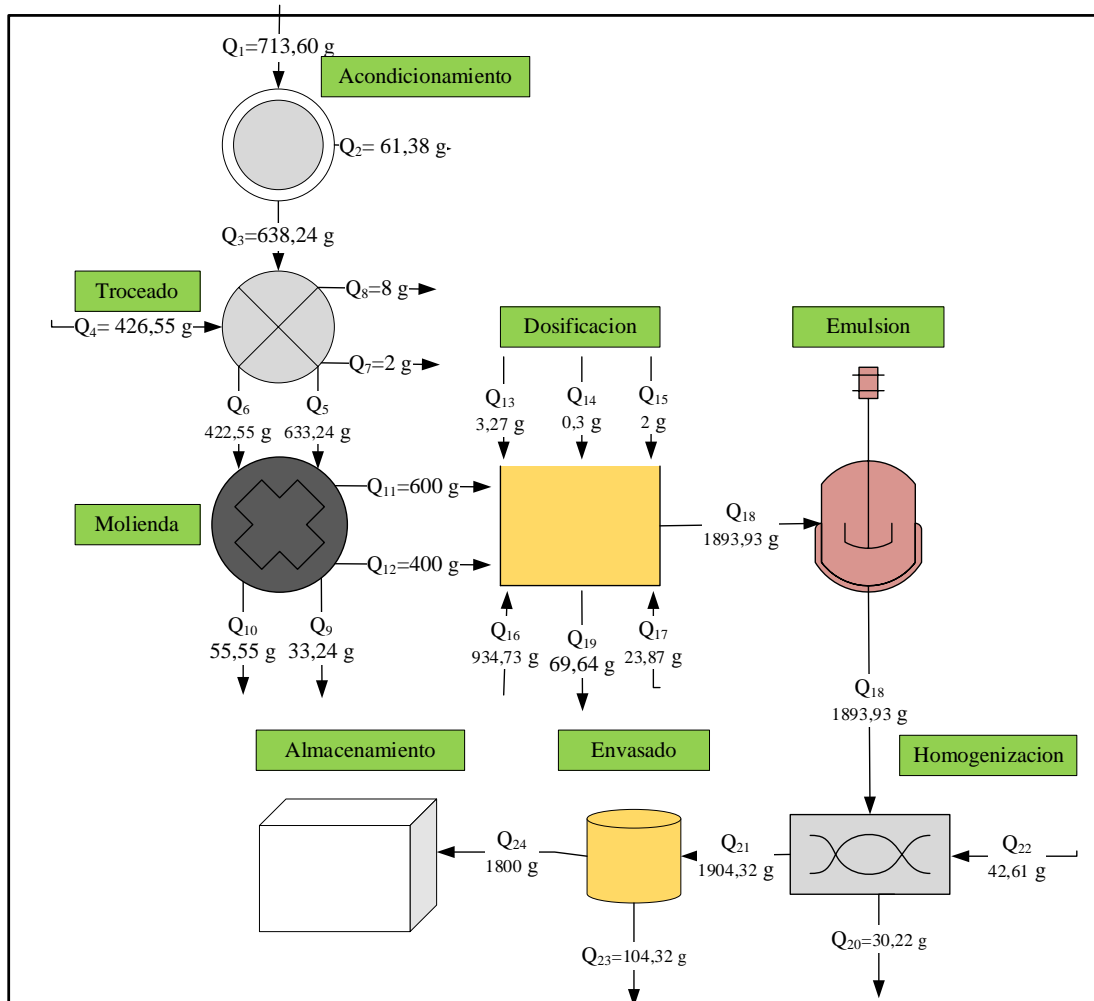 Q1=713,60 g
Acondicionamiento
Q2= 61,38 g
Q3=638,24 g
Troceado
Q8=8 g
Q4= 426,55 g
Dosificacion
Emulsion
Q7=2 g
Q6
422,55 g
Q5
633,24 g
Q13
3,27 g
Q14
0,3 g
Q15
2 g
Molienda
Q11=600 g
Q12=400 g
Q18
1893,93 g
Q10
55,55 g
Q9
33,24 g
Q16
934,73 g
Q19
69,64 g
Q17
23,87 g
Q18
1893,93 g
Almacenamiento
Envasado
Homogenizacion
Q24
1800 g
Q21
1904,32 g
Q22
42,61 g
Q23=104,32 g
Q20=30,22 g